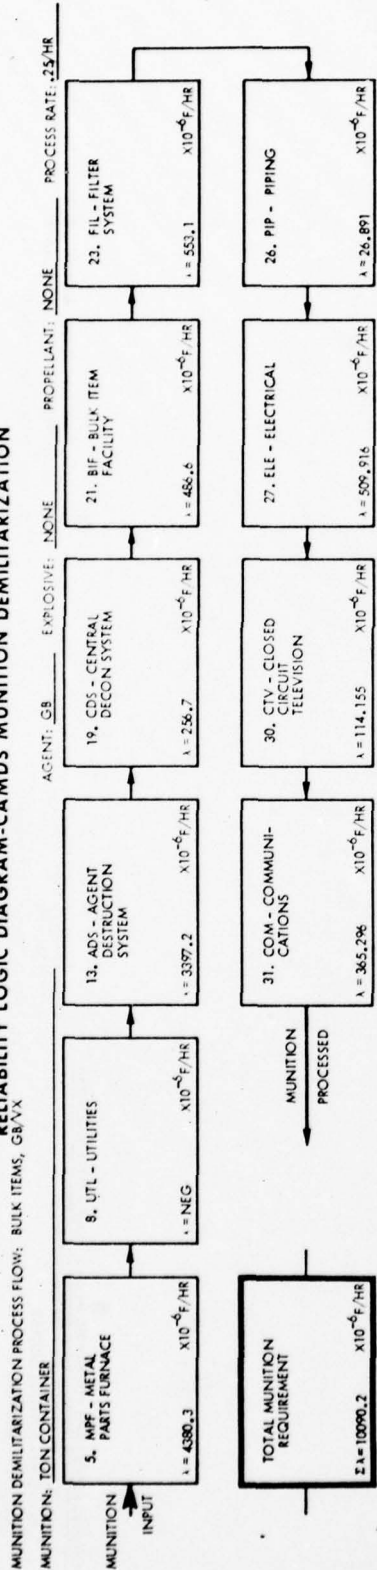 RELIABILITY LOGIC DIAGRAM-CAMDS MUNITION DEMILITARIZATION
MUNITION DEMILITARIZATION PROCESS FLOW: BULK ITEMS, GB/VX
MUNITION: TON CONTAINER AGENT: GB EXPLOSIVE: NONE PROPELLANT: NONE PROCESS RATE: .25/HR
MUNITION
INPUT
5. MPF - METAL
PARTS FURNACE
λ = 4380.3 X10⁻⁶F/HR
8. UTL - UTILITIES
λ = NEG X10⁻⁶F/HR
13. ADS - AGENT
DESTRUCTION
SYSTEM
λ = 3397.2 X10⁻⁶F/HR
19. CDS - CENTRAL
DECON SYSTEM
λ = 256.7 X10⁻⁶F/HR
21. BIF - BULK ITEM
FACILITY
λ = 486.6 X10⁻⁶F/HR
23. FIL - FILTER
SYSTEM
λ = 553.1 X10⁻⁶F/HR
26. PIP - PIPING
λ = 26.891 X10⁻⁶F/HR
27. ELE - ELECTRICAL
λ = 509.916 X10⁻⁶F/HR
30. CTV - CLOSED
CIRCUIT
TELEVISION
λ = 114.155 X10⁻⁶F/HR
31. COM - COMMUNI-
CATIONS
λ = 365.296 X10⁻⁶F/HR
MUNITION
PROCESSED
TOTAL MUNITION
REQUIREMENT
Σλ = 10090.2 X10⁻⁶F/HR